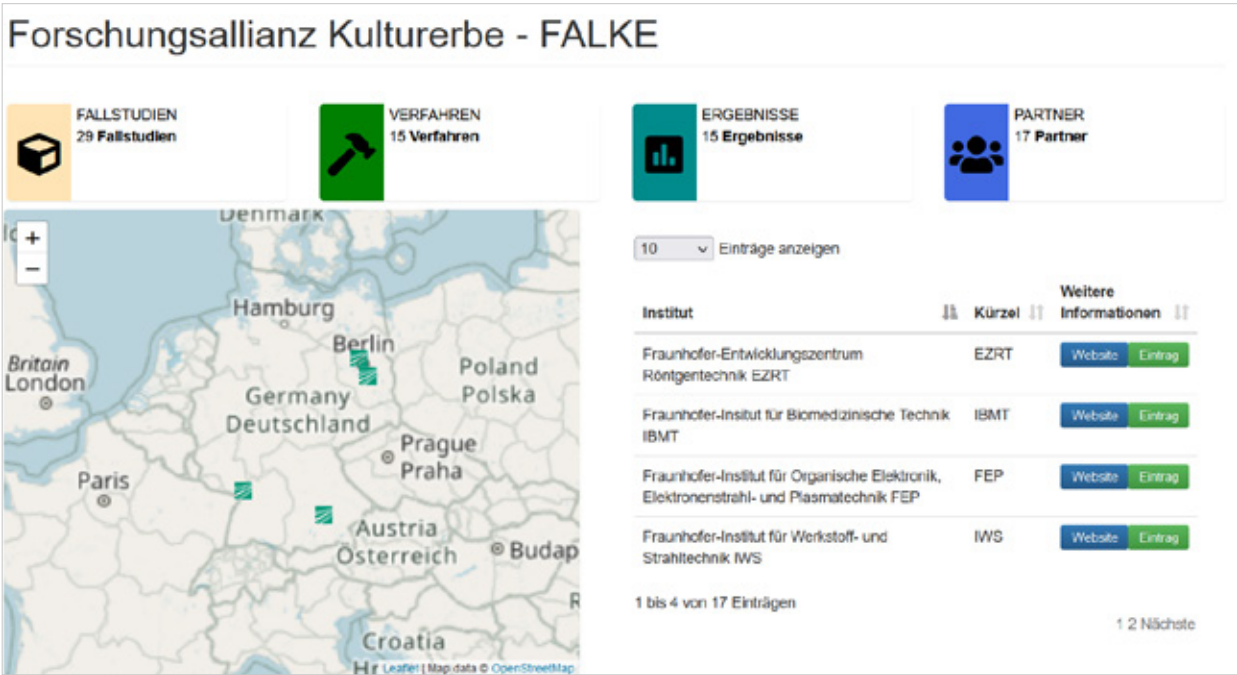 Forschungsallianz Kulturerbe - FALKE
FALLSTUDIEN
29 Fallstudien
VERFAHREN
15 Verfahren
ERGEBNISSE
15 Ergebnisse
PARTNER
17 Partner
+
−
Denmark
Hamburg
Berlin
Britain
London
Poland
Polska
Germany
Deutschland
Prague
Praha
Paris
Austria
Österreich
Budap
Croatia
Hr
Leaflet | Map data © OpenStreetMap
10 Einträge anzeigen
Institut Kürzel Weitere
Informationen
Fraunhofer-Entwicklungszentrum EZRT Website Eintrag
Röntgentechnik EZRT
Fraunhofer-Insitut für Biomedizinische Technik IBMT Website Eintrag
IBMT
Fraunhofer-Institut für Organische Elektronik, FEP Website Eintrag
Elektronenstrahl- und Plasmatechnik FEP
Fraunhofer-Institut für Werkstoff- und IWS Website Eintrag
Strahltechnik IWS
1 bis 4 von 17 Einträgen
1 2 Nächste